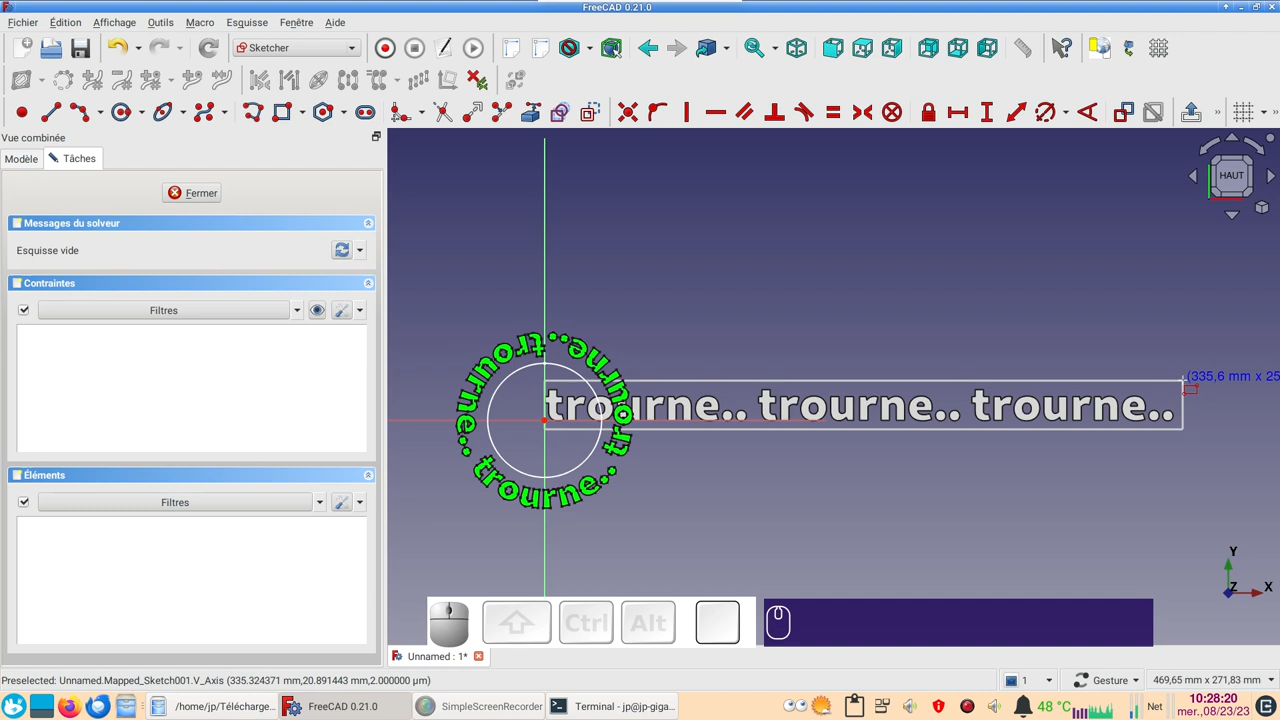 FreeCAD 0.21.0
Fichier Édition Affichage Outils Macro Esquisse Fenêtre Aide
Sketcher
Vue combinée
Modèle Tâches
Fermer
Messages du solveur
Esquisse vide
Contraintes
Filtres
Éléments
Filtres
HAUT
(335,6 mm x 25
trourne.. trourne.. trourne..
trourne.. trourne.. trourne..
Y
Z X
Ctrl Alt
Unnamed : 1*
Preselected: Unnamed.Mapped_Sketch001.V_Axis (335.324371 mm,20.891443 mm,2.000000 µm)
1 Gesture 469,65 mm x 271,83 mm
/home/jp/Télécharge... FreeCAD 0.21.0 SimpleScreenRecorder Terminal - jp@jp-giga...
48 °C
Net
10:28:20
mer.,08/23/23